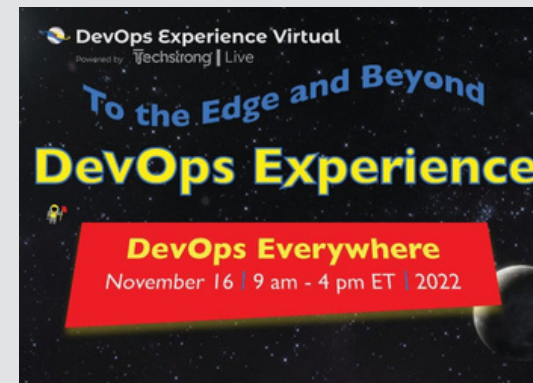 DevOps Experience Virtual
Powered by Techstrong | Live
To the Edge and Beyond
DevOps Experience
DevOps Everywhere
November 16 | 9 am - 4 pm ET | 2022